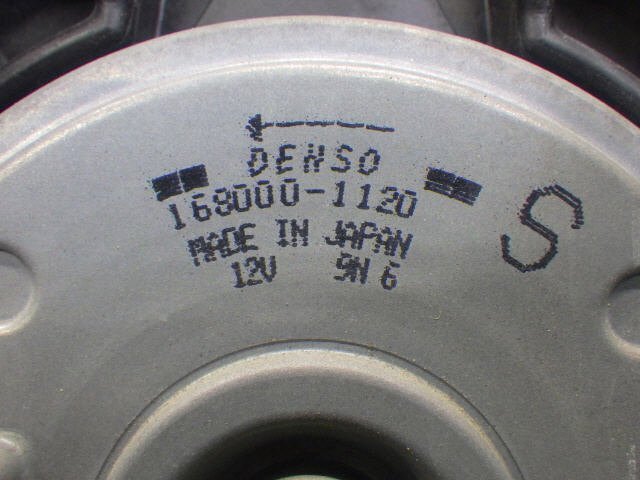 DENSO
168000-1120
MADE IN JAPAN
12V 9N 6
S